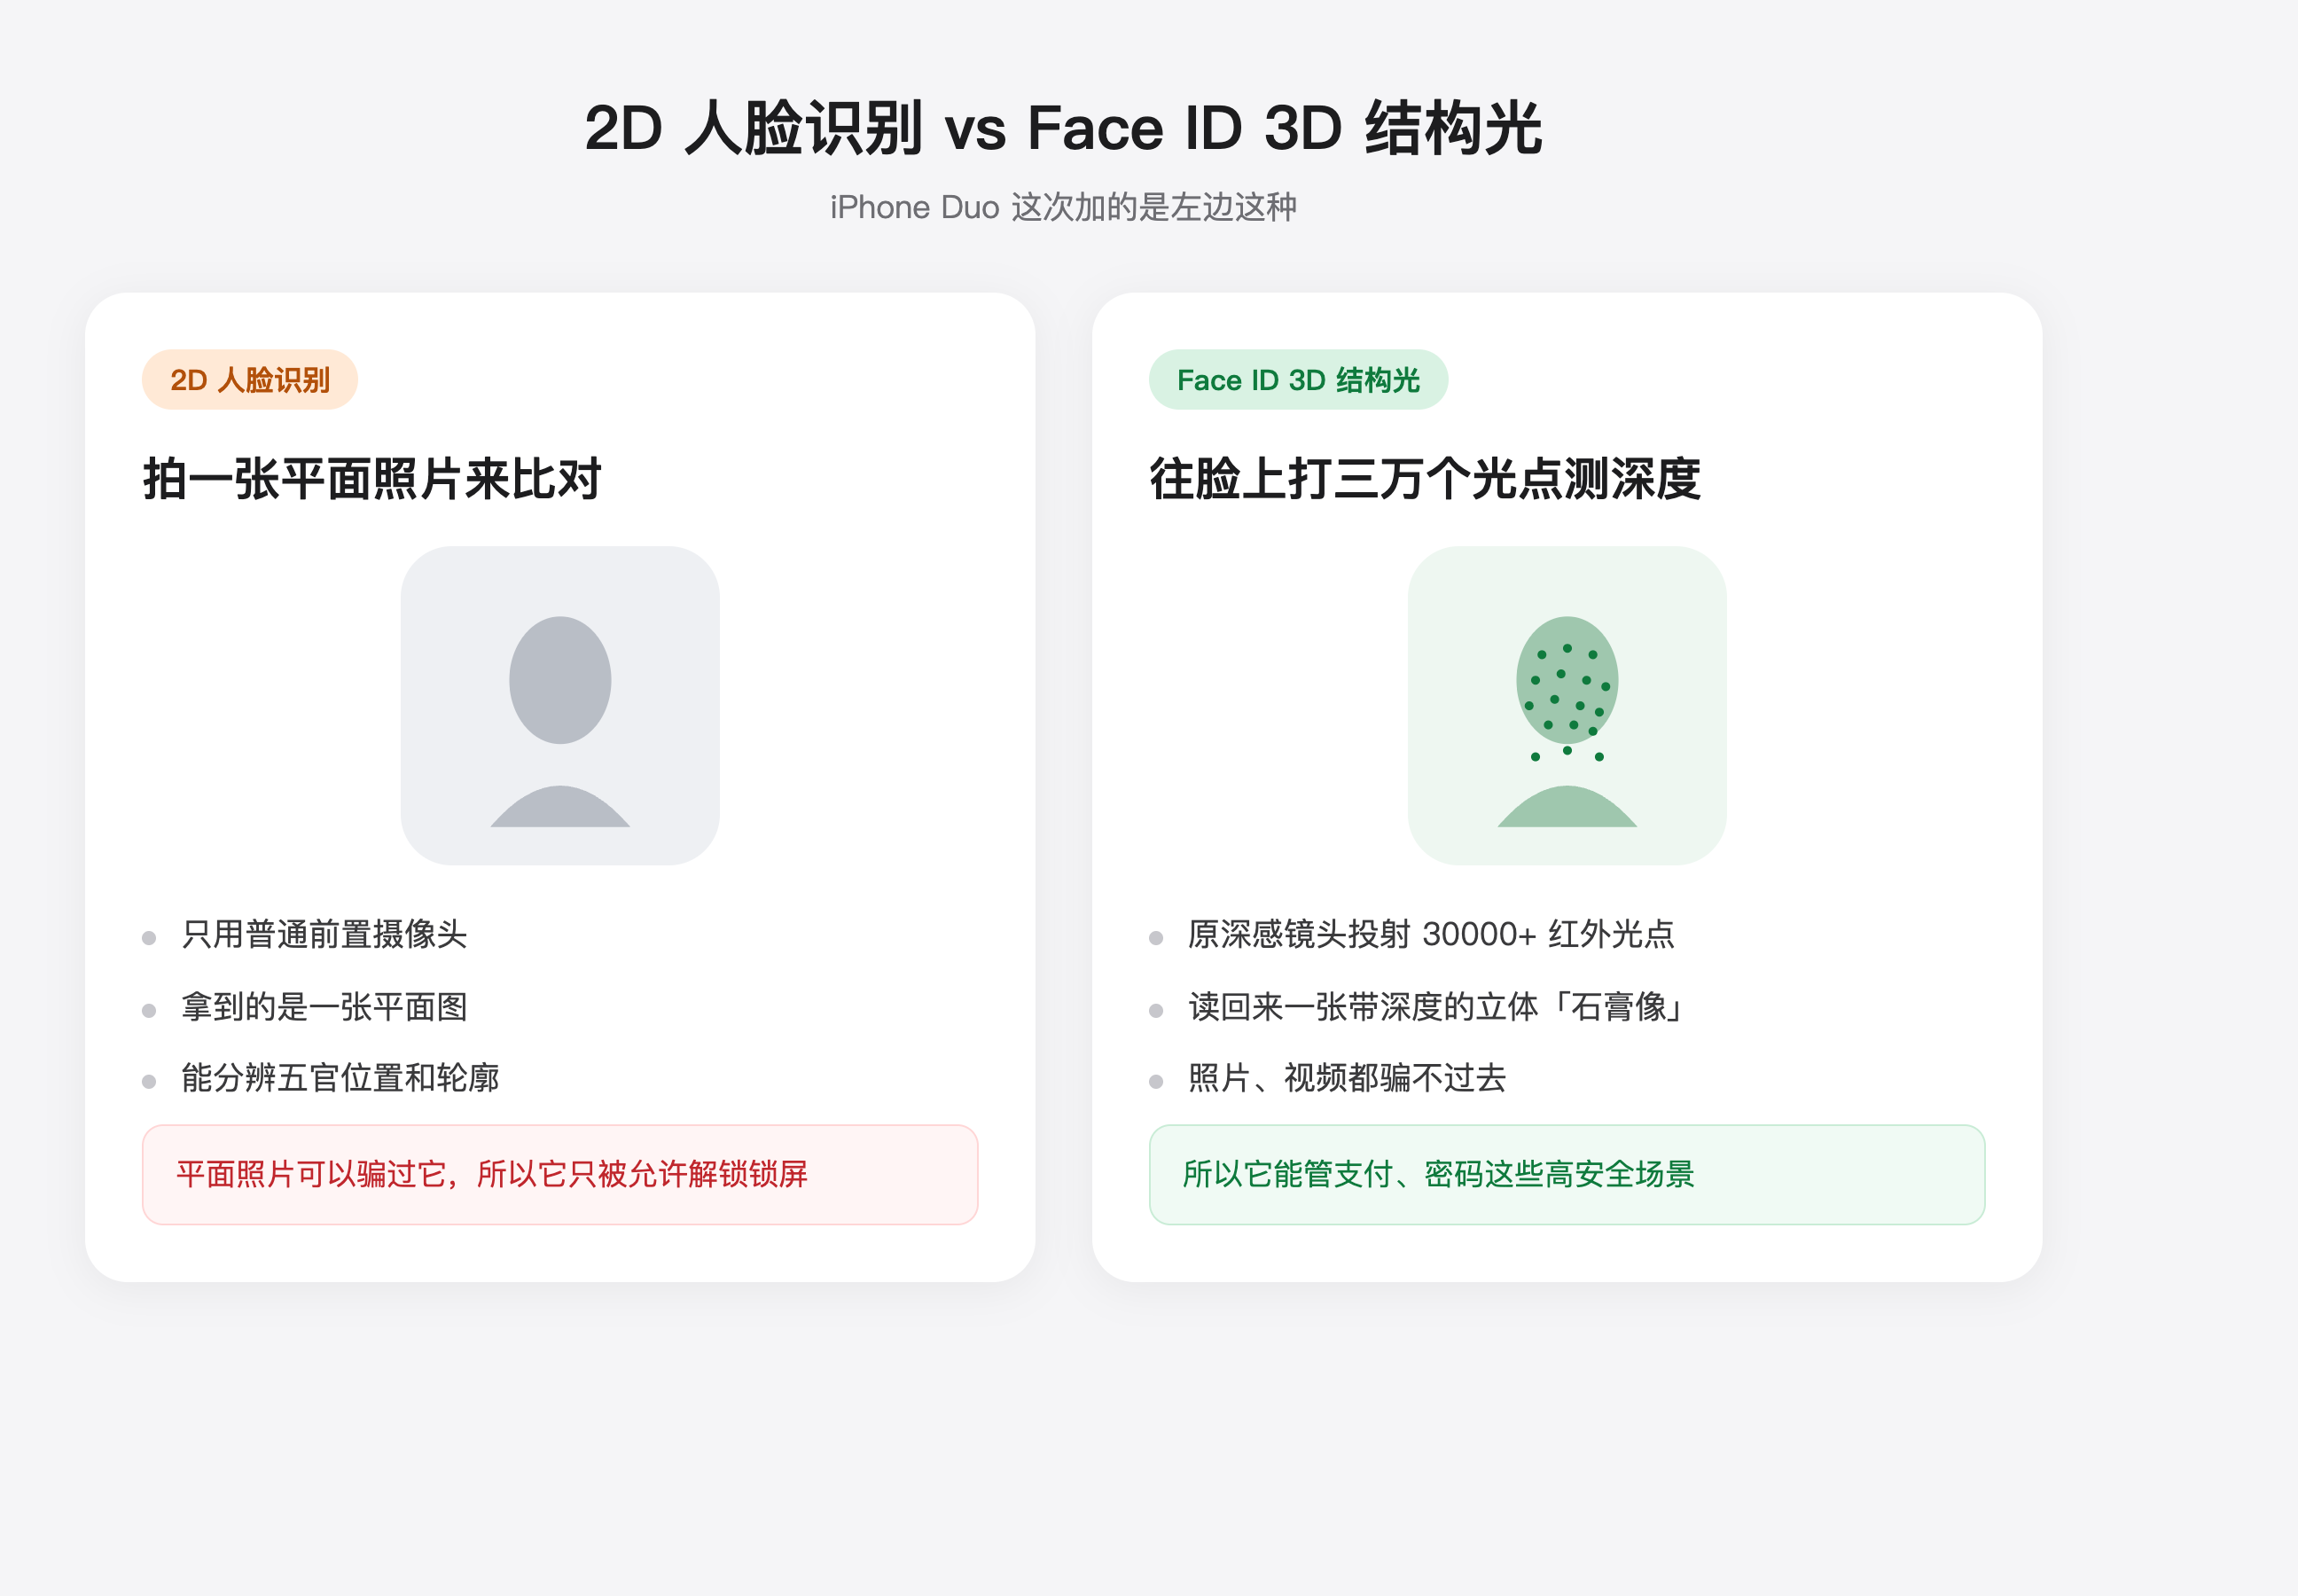 2D 人脸识别 vs Face ID 3D 结构光
iPhone Duo 这次加的是左边这种
2D 人脸识别
拍一张平面照片来比对
只用普通前置摄像头
拿到的是一张平面图
能分辨五官位置和轮廓
平面照片可以骗过它，所以它只被允许解锁锁屏
Face ID 3D 结构光
往脸上打三万个光点测深度
原深感镜头投射 30000+ 红外光点
读回来一张带深度的立体「石膏像」
照片、视频都骗不过去
所以它能管支付、密码这些高安全场景